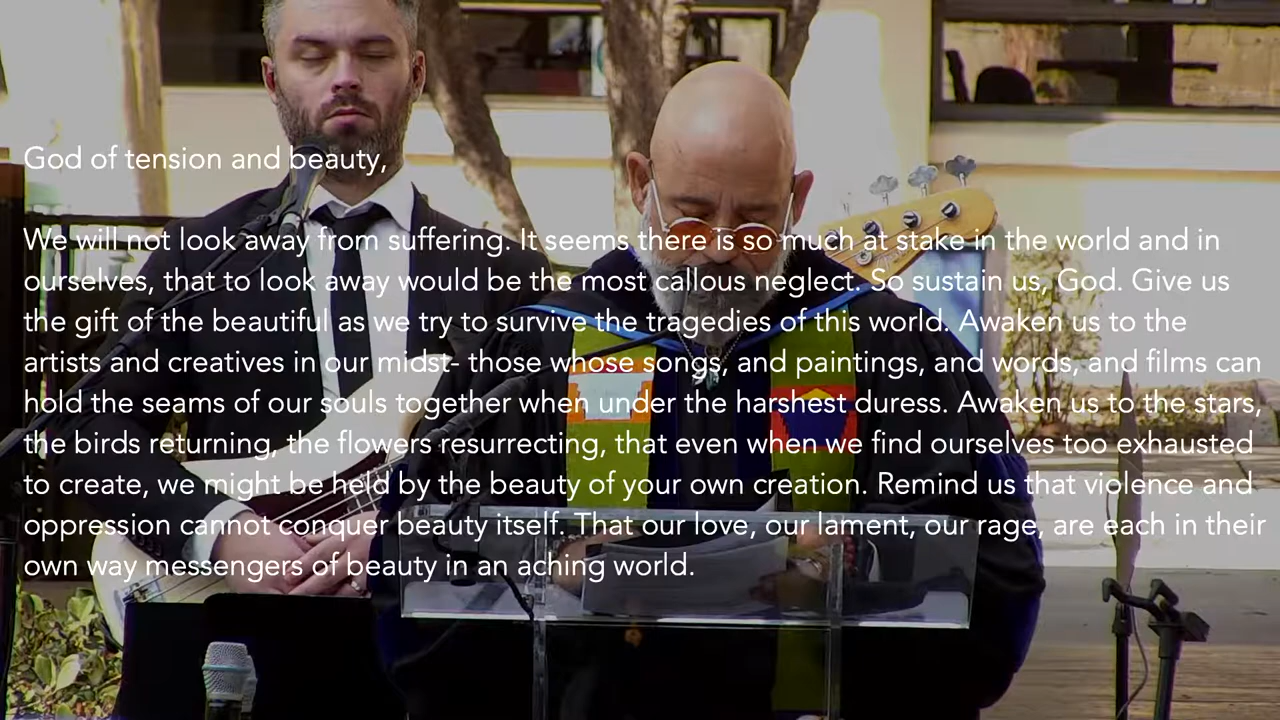 God of tension and beauty,
We will not look away from suffering. It seems there is so much at stake in the world and in
ourselves, that to look away would be the most callous neglect. So sustain us, God. Give us
the gift of the beautiful as we try to survive the tragedies of this world. Awaken us to the
artists and creatives in our midst- those whose songs, and paintings, and words, and films can
hold the seams of our souls together when under the harshest duress. Awaken us to the stars,
the birds returning, the flowers resurrecting, that even when we find ourselves too exhausted
to create, we might be held by the beauty of your own creation. Remind us that violence and
oppression cannot conquer beauty itself. That our love, our lament, our rage, are each in their
own way messengers of beauty in an aching world.